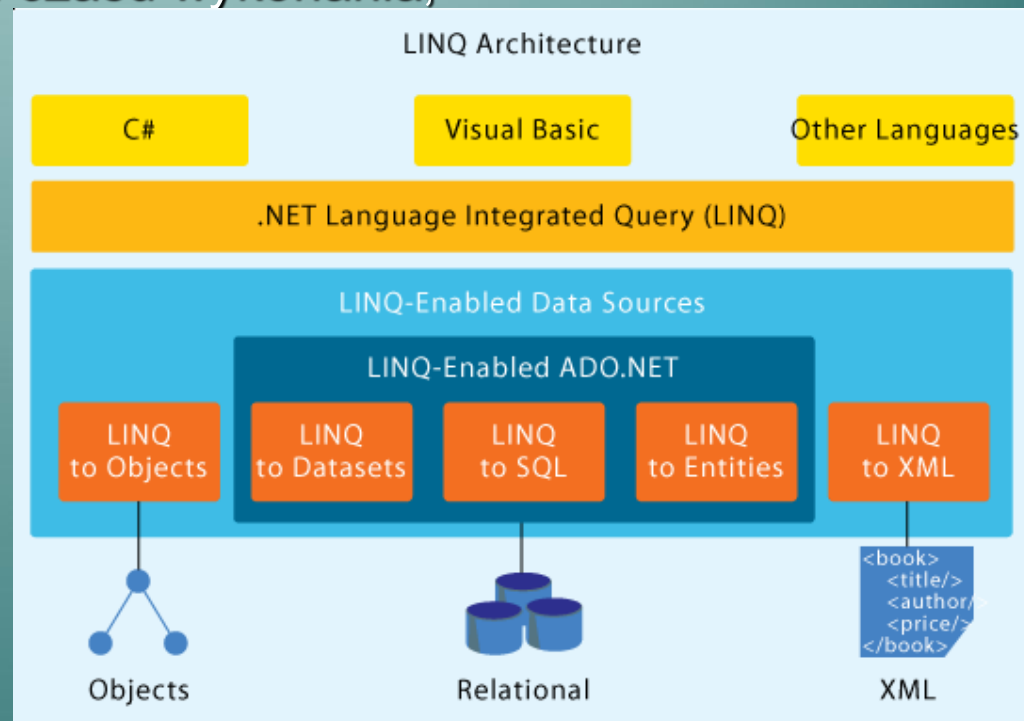 LINQ Architecture
C#
Visual Basic
Other Languages
.NET Language Integrated Query (LINQ)
LINQ-Enabled Data Sources
LINQ-Enabled ADO.NET
LINQ
to Objects
LINQ
to Datasets
LINQ
to SQL
LINQ
to Entities
LINQ
to XML
<book>
<title/>
<author/>
<price/>
</book>
Objects
Relational
XML